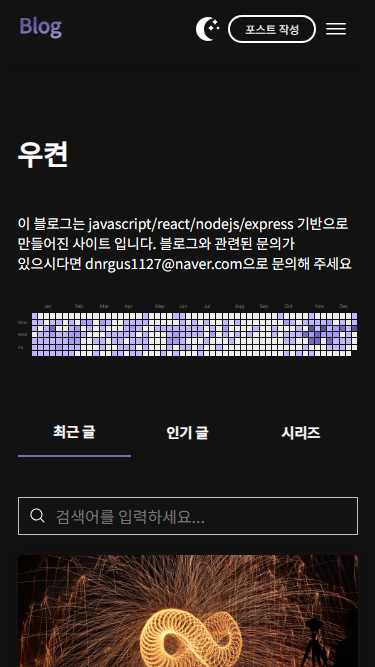 Blog
포스트 작성
우컨
이 블로그는 javascript/react/nodejs/express 기반으로
만들어진 사이트 입니다. 블로그와 관련된 문의가
있으시다면 dnrgus1127@naver.com으로 문의해 주세요
Jan Feb Mar Apr May Jun Jul Aug Sep Oct Nov Dec
Mon
Wed
Fri
최근 글 인기 글 시리즈
검색어를 입력하세요...